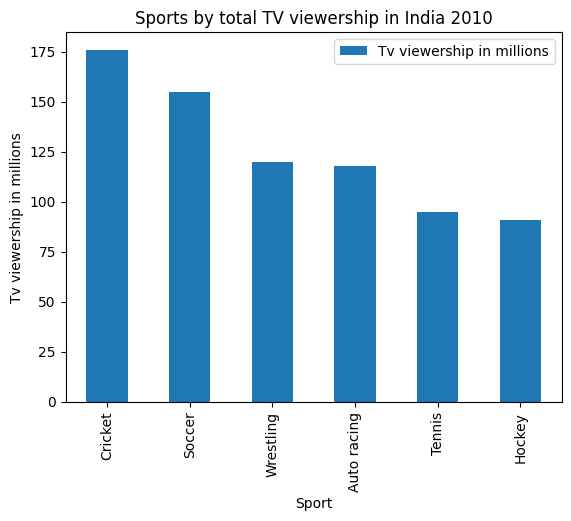 Sports by total TV viewership in India 2010
Tv viewership in millions
Tv viewership in millions
175
150
125
100
75
50
25
0
Cricket
Soccer
Wrestling
Auto racing
Tennis
Hockey
Sport